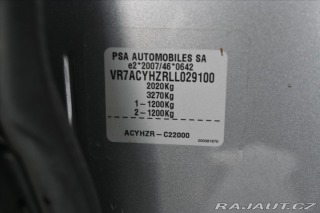 PSA AUTOMOBILES SA
e2*2007/46*0642
VR7ACYHZRLL029100
2020Kg
3270Kg
1-1200Kg
2-1200Kg
ACYHZR-C22000
RAJAUT.CZ